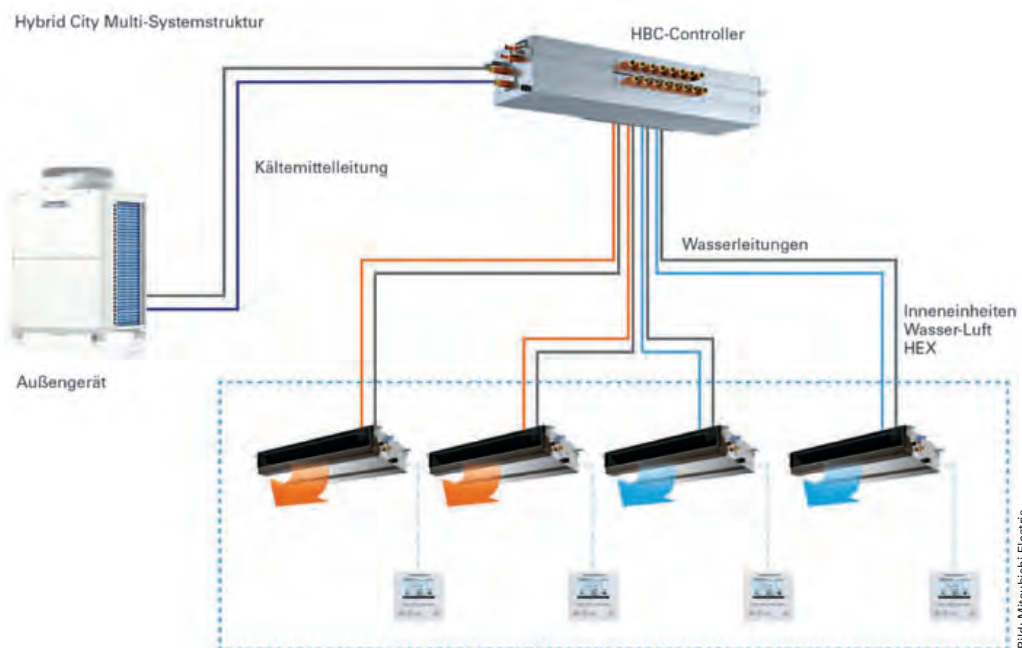 Hybrid City Multi-Systemstruktur
HBC-Controller
Kältemittelleitung
Wasserleitungen
Inneneinheiten
Wasser-Luft
HEX
Außengerät
Bild: Mitsubishi Electric